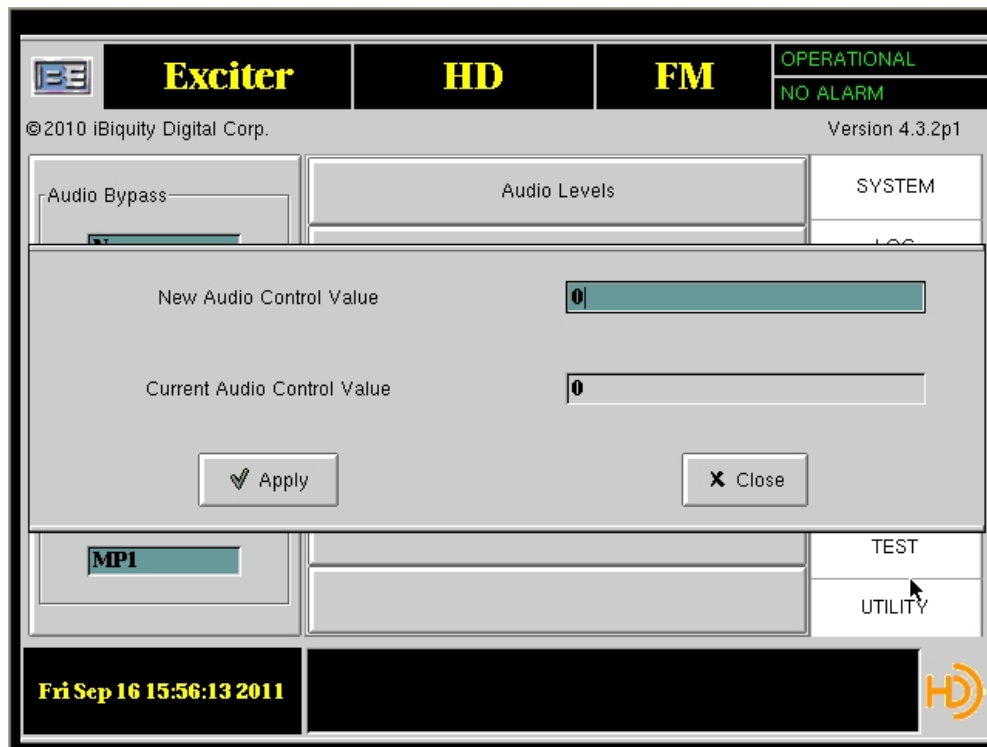 Exciter HD FM OPERATIONAL
NO ALARM
©2010 iBiquity Digital Corp. Version 4.3.2p1
Audio Bypass
Audio Levels
SYSTEM
New Audio Control Value 0
Current Audio Control Value 0
Apply Close
MP1
TEST
UTILITY
Fri Sep 16 15:56:13 2011
HD